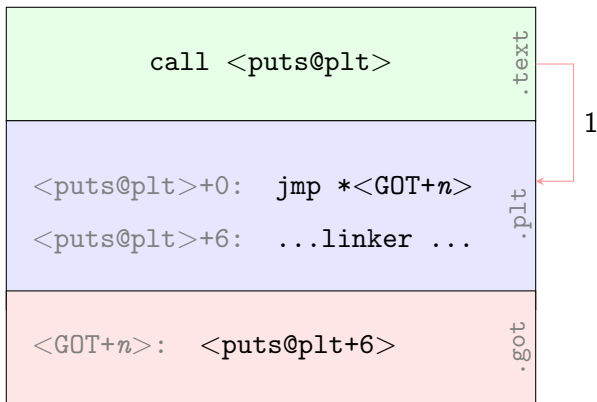 call <puts@plt>
.text
1
<puts@plt>+0: jmp *<GOT+n>
<puts@plt>+6: ...linker ...
.plt
<GOT+n>: <puts@plt+6>
.got